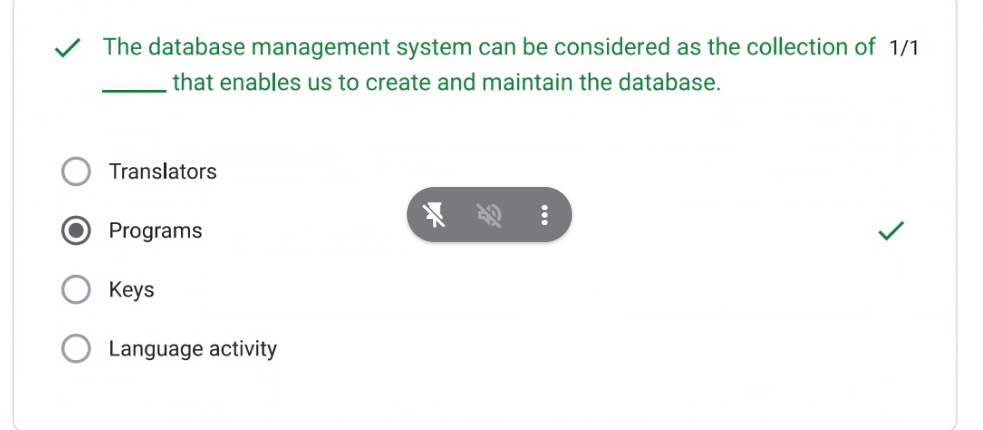 The database management system can be considered as the collection of 1/1
_____ that enables us to create and maintain the database.
Translators
Programs
Keys
Language activity